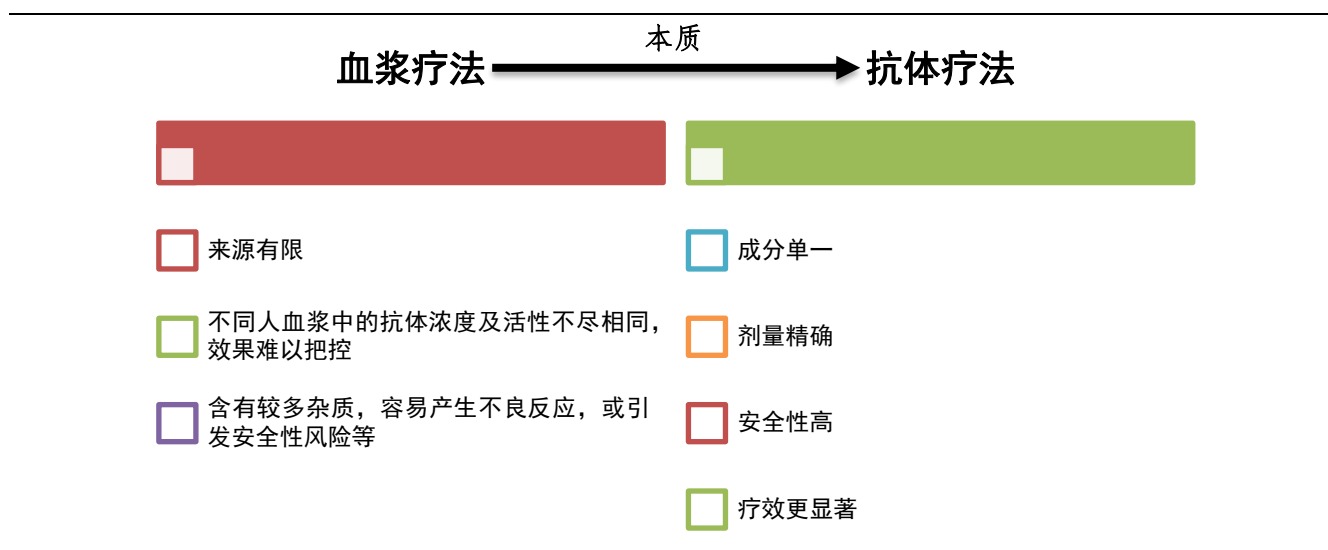 本质
血浆疗法 抗体疗法
来源有限
不同人血浆中的抗体浓度及活性不尽相同，
效果难以把控
含有较多杂质，容易产生不良反应，或引
发安全性风险等
成分单一
剂量精确
安全性高
疗效更显著